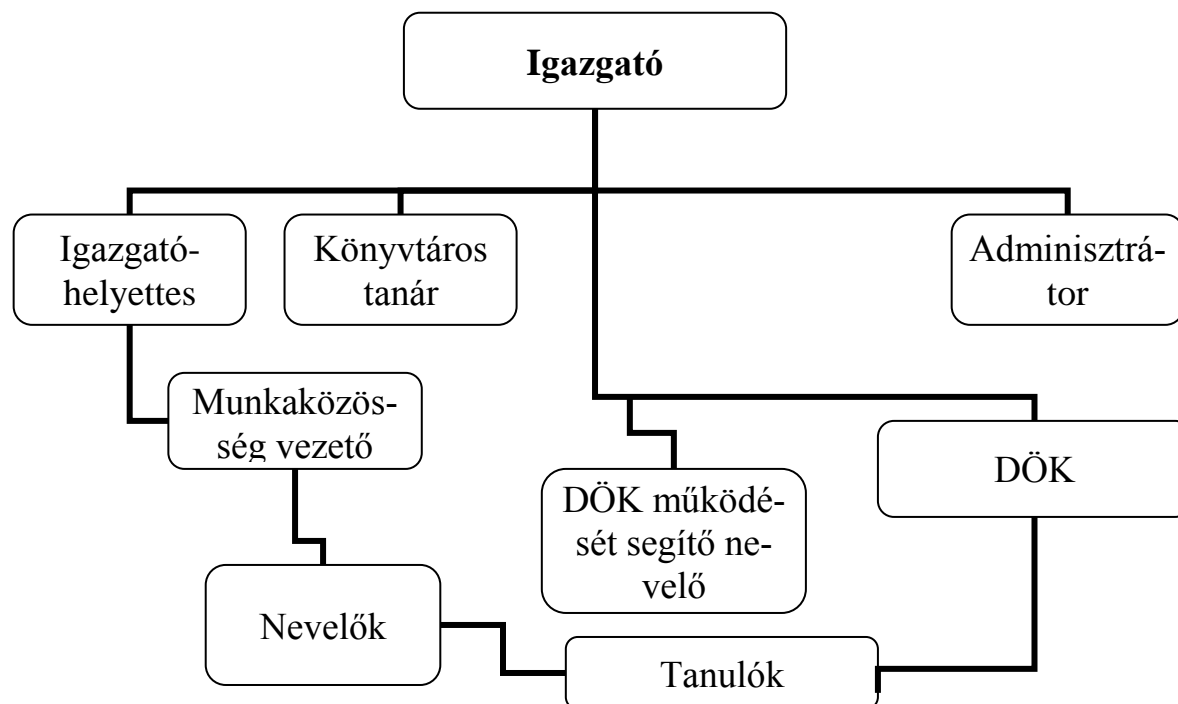 Igazgató
Igazgató-
helyettes
Könyvtáros
tanár
Adminisztrá-
tor
Munkaközös-
ség vezető
DÖK működé-
sét segítő ne-
velő
DÖK
Nevelők
Tanulók